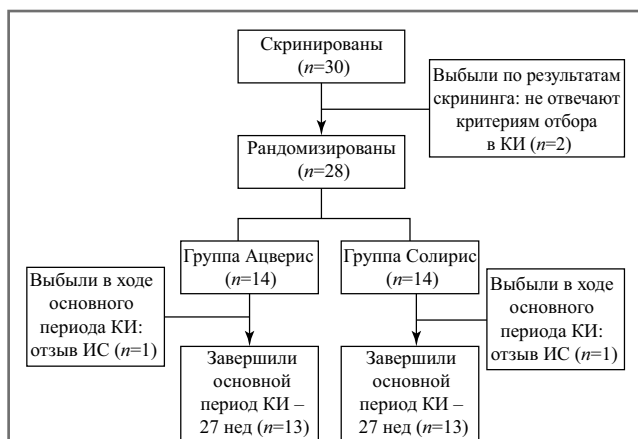 Скринированы
(n=30)
Выбыли по результатам
скрининга: не отвечают
критериям отбора
в КИ (n=2)
Рандомизированы
(n=28)
Группа Ацверис
(n=14)
Группа Солирис
(n=14)
Выбыли в ходе
основного
периода КИ:
отзыв ИС (n=1)
Выбыли в ходе
основного
периода КИ:
отзыв ИС (n=1)
Завершили
основной
период КИ –
27 нед (n=13)
Завершили
основной
период КИ –
27 нед (n=13)